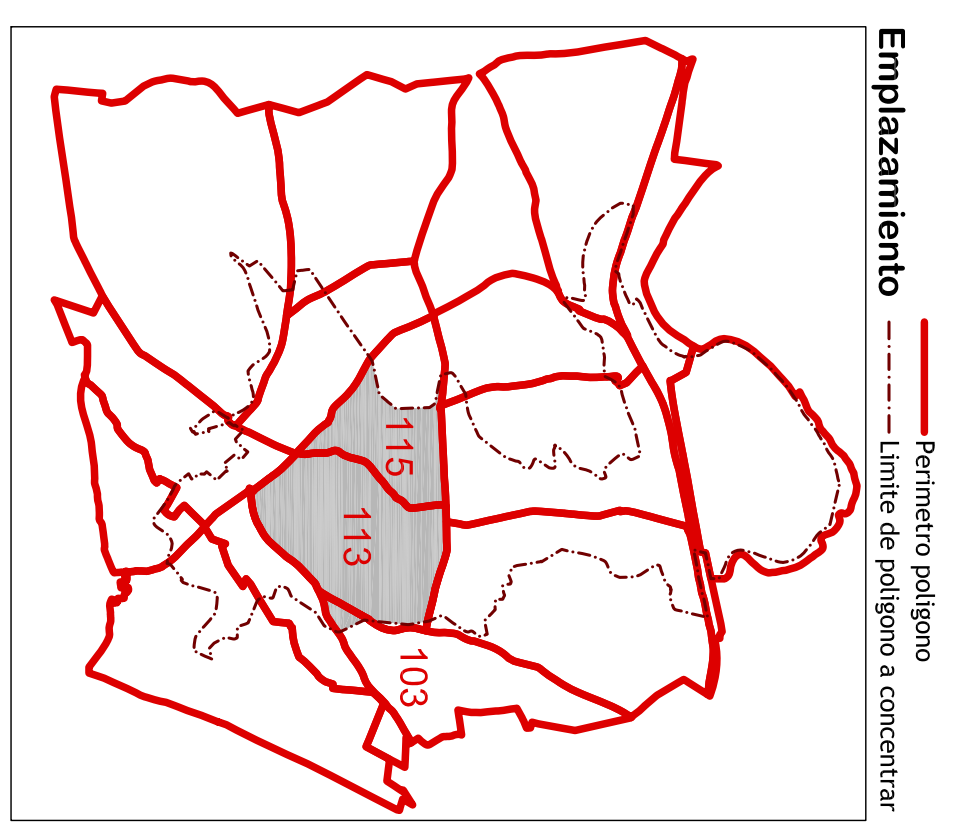 Emplazamiento
Perimetro poligono
Limite de poligono a concentrar
115
113
103